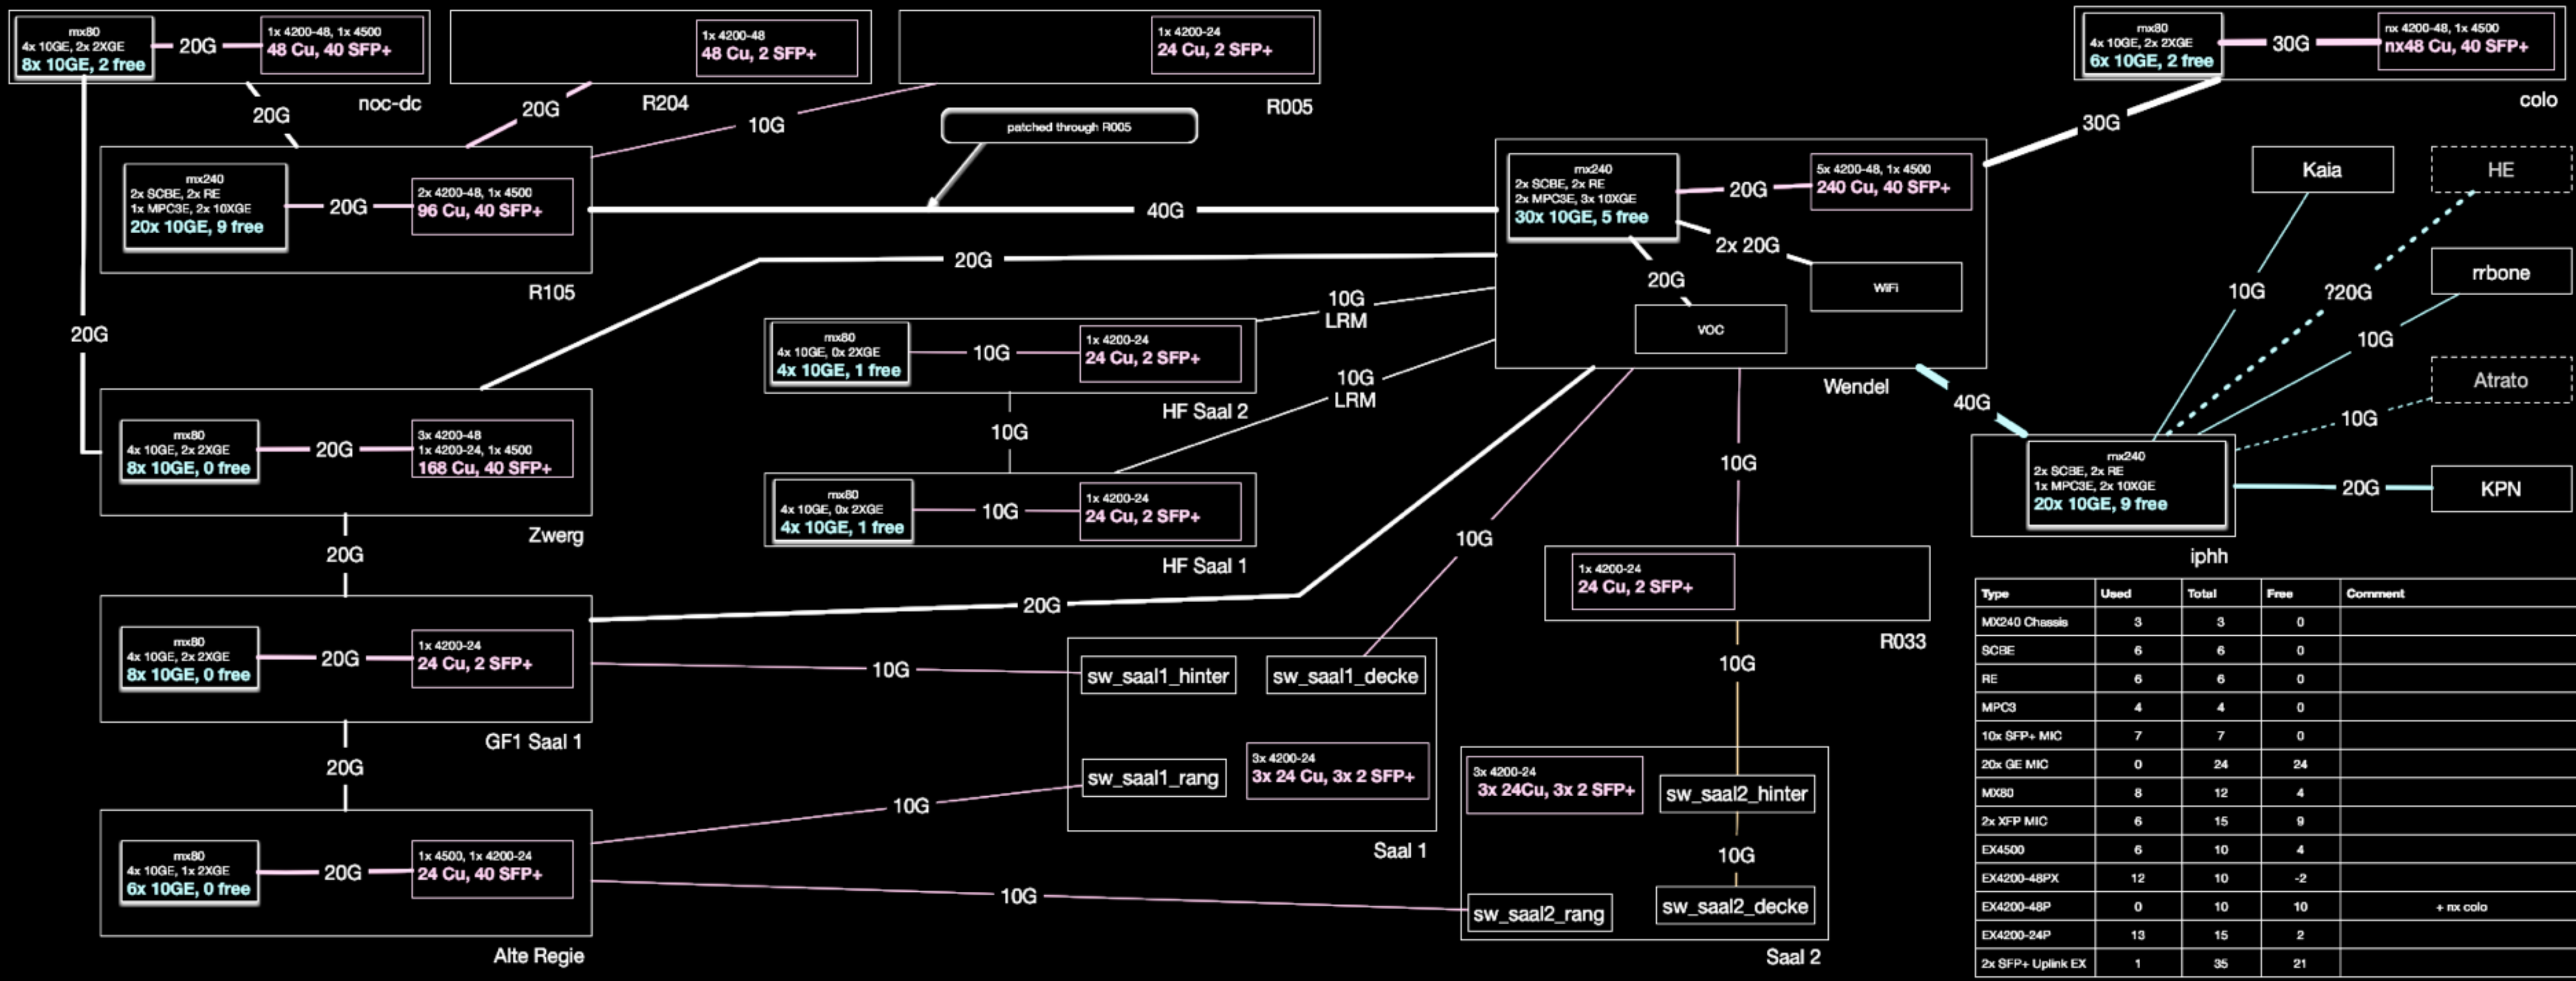 mx80
4x 10GE, 2x 2XGE
8x 10GE, 2 free
20G
1x 4200-48, 1x 4500
48 Cu, 40 SFP+
noc-dc
1x 4200-48
48 Cu, 2 SFP+
R204
1x 4200-24
24 Cu, 2 SFP+
R005
mx80
4x 10GE, 2x 2XGE
6x 10GE, 2 free
30G
nx 4200-48, 1x 4500
nx48 Cu, 40 SFP+
colo
20G
20G
10G
patched through R005
30G
mx240
2x SCBE, 2x RE
1x MPC3E, 2x 10XGE
20x 10GE, 9 free
20G
2x 4200-48, 1x 4500
96 Cu, 40 SFP+
R105
40G
20G
20G
mx240
2x SCBE, 2x RE
2x MPC3E, 3x 10XGE
30x 10GE, 5 free
20G
5x 4200-48, 1x 4500
240 Cu, 40 SFP+
2x 20G
20G
WiFi
VOC
Wendel
Kaia
HE
rrbone
Atrato
KPN
10G
?20G
10G
10G
20G
40G
mx240
2x SCBE, 2x RE
1x MPC3E, 2x 10XGE
20x 10GE, 9 free
iphh
10G
LRM
mx80
4x 10GE, 0x 2XGE
4x 10GE, 1 free
10G
1x 4200-24
24 Cu, 2 SFP+
HF Saal 2
10G
10G
LRM
mx80
4x 10GE, 0x 2XGE
4x 10GE, 1 free
10G
1x 4200-24
24 Cu, 2 SFP+
HF Saal 1
mx80
4x 10GE, 2x 2XGE
8x 10GE, 0 free
20G
3x 4200-48
1x 4200-24, 1x 4500
168 Cu, 40 SFP+
Zwerg
20G
mx80
4x 10GE, 2x 2XGE
8x 10GE, 0 free
20G
1x 4200-24
24 Cu, 2 SFP+
GF1 Saal 1
20G
10G
20G
mx80
4x 10GE, 1x 2XGE
6x 10GE, 0 free
20G
1x 4500, 1x 4200-24
24 Cu, 40 SFP+
Alte Regie
10G
10G
10G
sw_saal1_hinter
sw_saal1_decke
sw_saal1_rang
3x 4200-24
3x 24 Cu, 3x 2 SFP+
Saal 1
10G
1x 4200-24
24 Cu, 2 SFP+
R033
10G
3x 4200-24
3x 24Cu, 3x 2 SFP+
sw_saal2_hinter
10G
sw_saal2_rang
sw_saal2_decke
Saal 2
Type Used Total Free Comment
MX240 Chassis 3 3 0
SCBE 6 6 0
RE 6 6 0
MPC3 4 4 0
10x SFP+ MIC 7 7 0
20x GE MIC 0 24 24
MX80 8 12 4
2x XFP MIC 6 15 9
EX4500 6 10 4
EX4200-48PX 12 10 -2
EX4200-48P 0 10 10 + nx colo
EX4200-24P 13 15 2
2x SFP+ Uplink EX 1 35 21